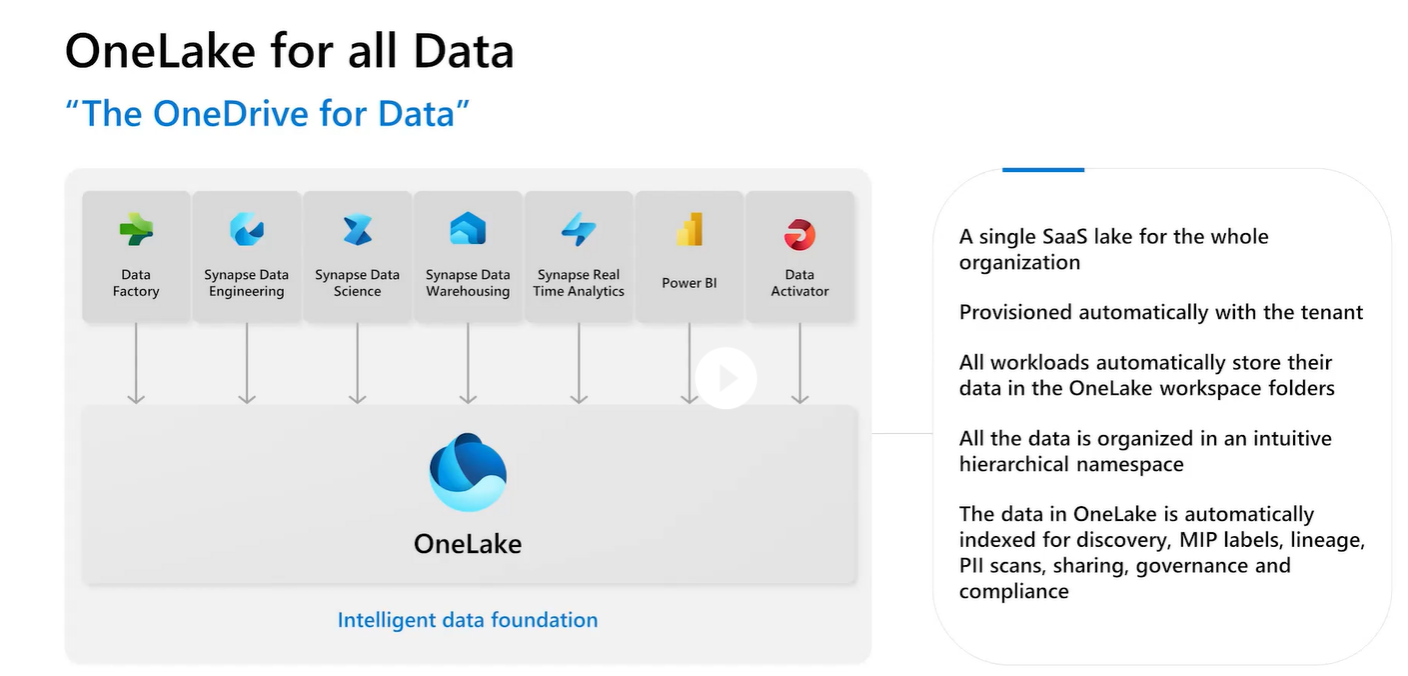 OneLake for all Data
“The OneDrive for Data”
Data
Factory
Synapse Data
Engineering
Synapse Data
Science
Synapse Data
Warehousing
Synapse Real
Time Analytics
Power BI
Data
Activator
OneLake
Intelligent data foundation
A single SaaS lake for the whole
organization
Provisioned automatically with the tenant
All workloads automatically store their
data in the OneLake workspace folders
All the data is organized in an intuitive
hierarchical namespace
The data in OneLake is automatically
indexed for discovery, MIP labels, lineage,
PII scans, sharing, governance and
compliance